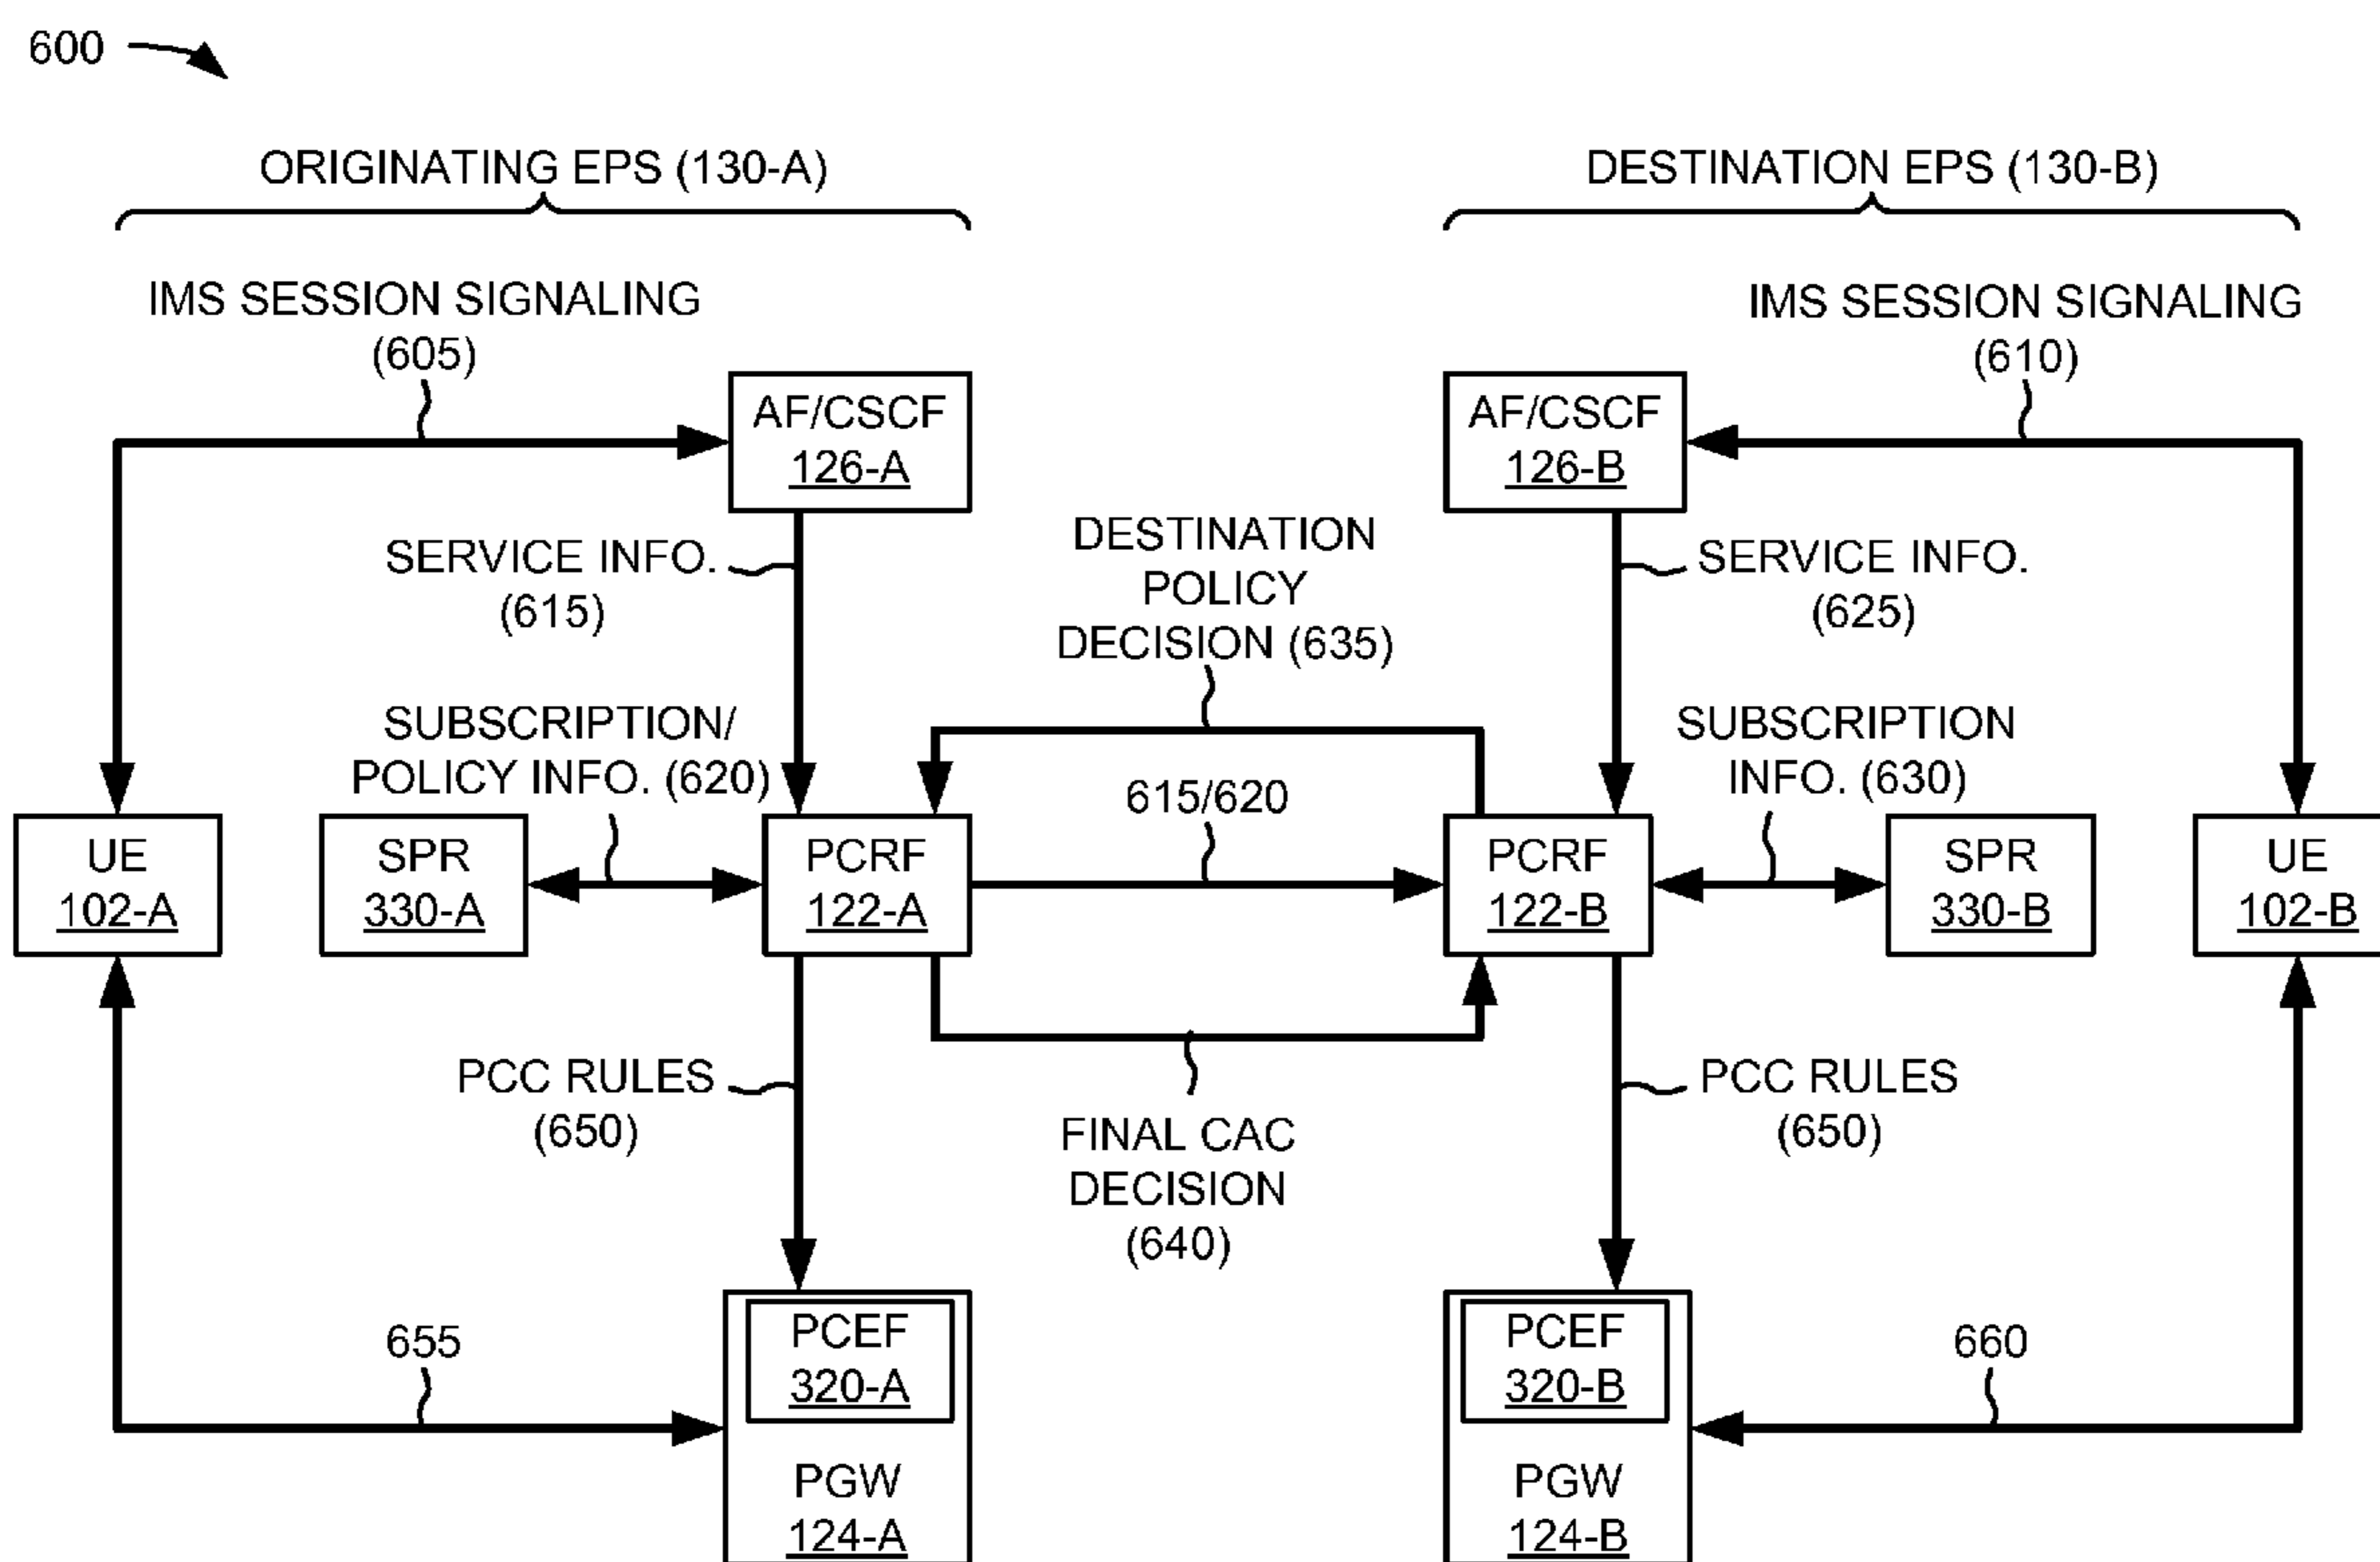 600
ORIGINATING EPS (130-A)
DESTINATION EPS (130-B)
IMS SESSION SIGNALING
(605)
IMS SESSION SIGNALING
(610)
AF/CSCF
126-A
AF/CSCF
126-B
SERVICE INFO.
(615)
DESTINATION
POLICY
DECISION (635)
SERVICE INFO.
(625)
SUBSCRIPTION/
POLICY INFO. (620)
615/620
SUBSCRIPTION
INFO. (630)
UE
102-A
SPR
330-A
PCRF
122-A
PCRF
122-B
SPR
330-B
UE
102-B
PCC RULES
(650)
FINAL CAC
DECISION
(640)
PCC RULES
(650)
655
PCEF
320-A
PGW
124-A
PCEF
320-B
PGW
124-B
660